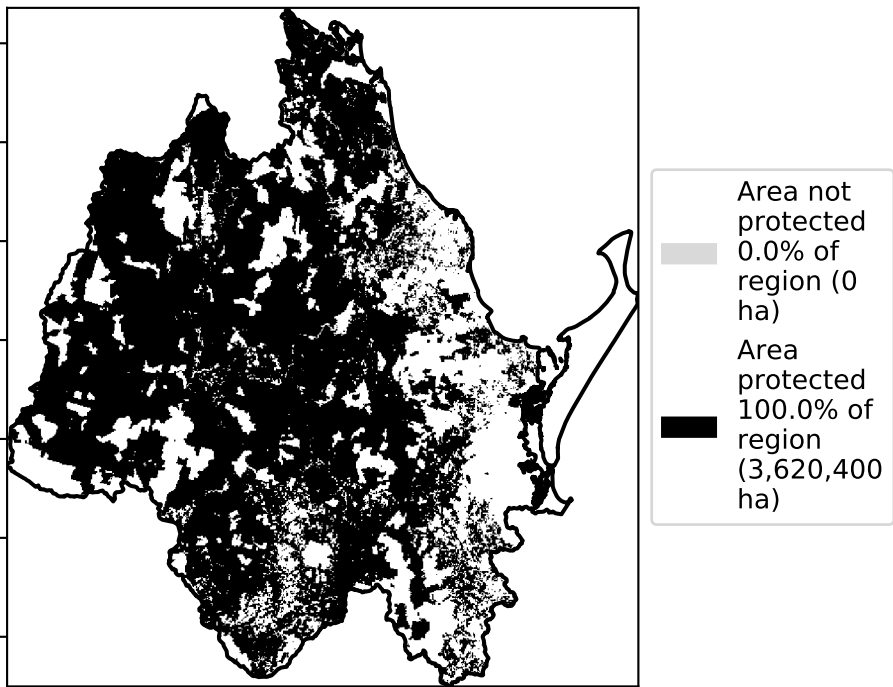 Area not
protected
0.0% of
region (0
ha)
Area
protected
100.0% of
region
(3,620,400
ha)